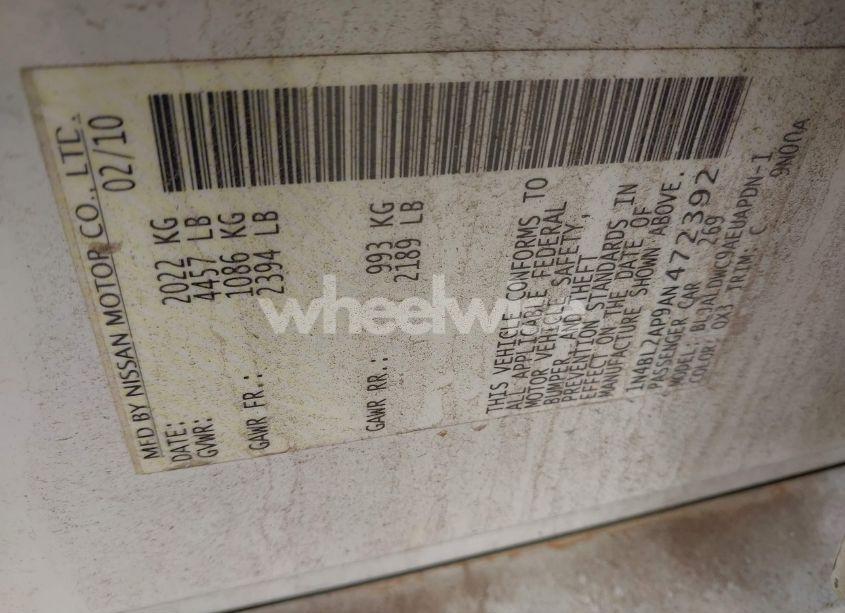 MFD BY NISSAN MOTOR CO., LTD.
DATE: 02/10
GVWR: 2022 KG
4457 LB
GAWR FR.: 1086 KG
2394 LB
GAWR RR.: 993 KG
2189 LB
THIS VEHICLE CONFORMS TO
ALL APPLICABLE FEDERAL
MOTOR VEHICLE SAFETY,
BUMPER, AND THEFT
PREVENTION STANDARDS IN
EFFECT ON THE DATE OF
MANUFACTURE SHOWN ABOVE.
1N4BL2AP9AN472392
PASSENGER CAR 269
MODEL:
COLOR: QX3 TRIM: C 9N00A
wheelwise